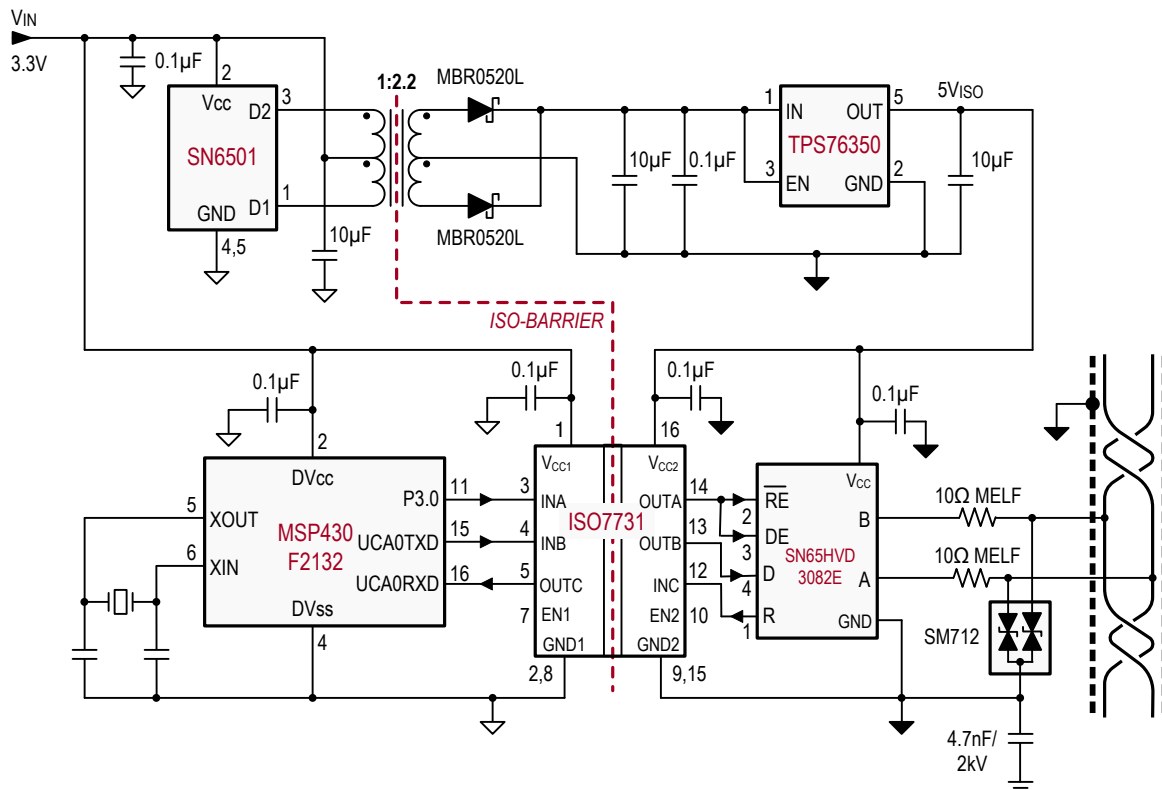 VIN
3.3V
0.1µF
2
Vcc
D2
3
SN6501
D1
1
GND
4,5
10µF
1:2.2
MBR0520L
MBR0520L
10µF
0.1µF
1
IN
OUT
5
TPS76350
3
EN
GND
2
5VISO
10µF
ISO-BARRIER
0.1µF
2
DVcc
5
XOUT
6
XIN
MSP430
F2132
P3.0
11
UCA0TXD
15
UCA0RXD
16
DVss
4
0.1µF
1
VCC1
3
INA
4
INB
5
OUTC
7
EN1
GND1
2,8
ISO7731
0.1µF
16
VCC2
OUTA
14
OUTB
13
INC
12
EN2
10
GND2
9,15
0.1µF
VCC
RE
2
DE
3
D
4
R
1
SN65HVD
3082E
B
A
GND
10Ω MELF
10Ω MELF
SM712
4.7nF/
2kV